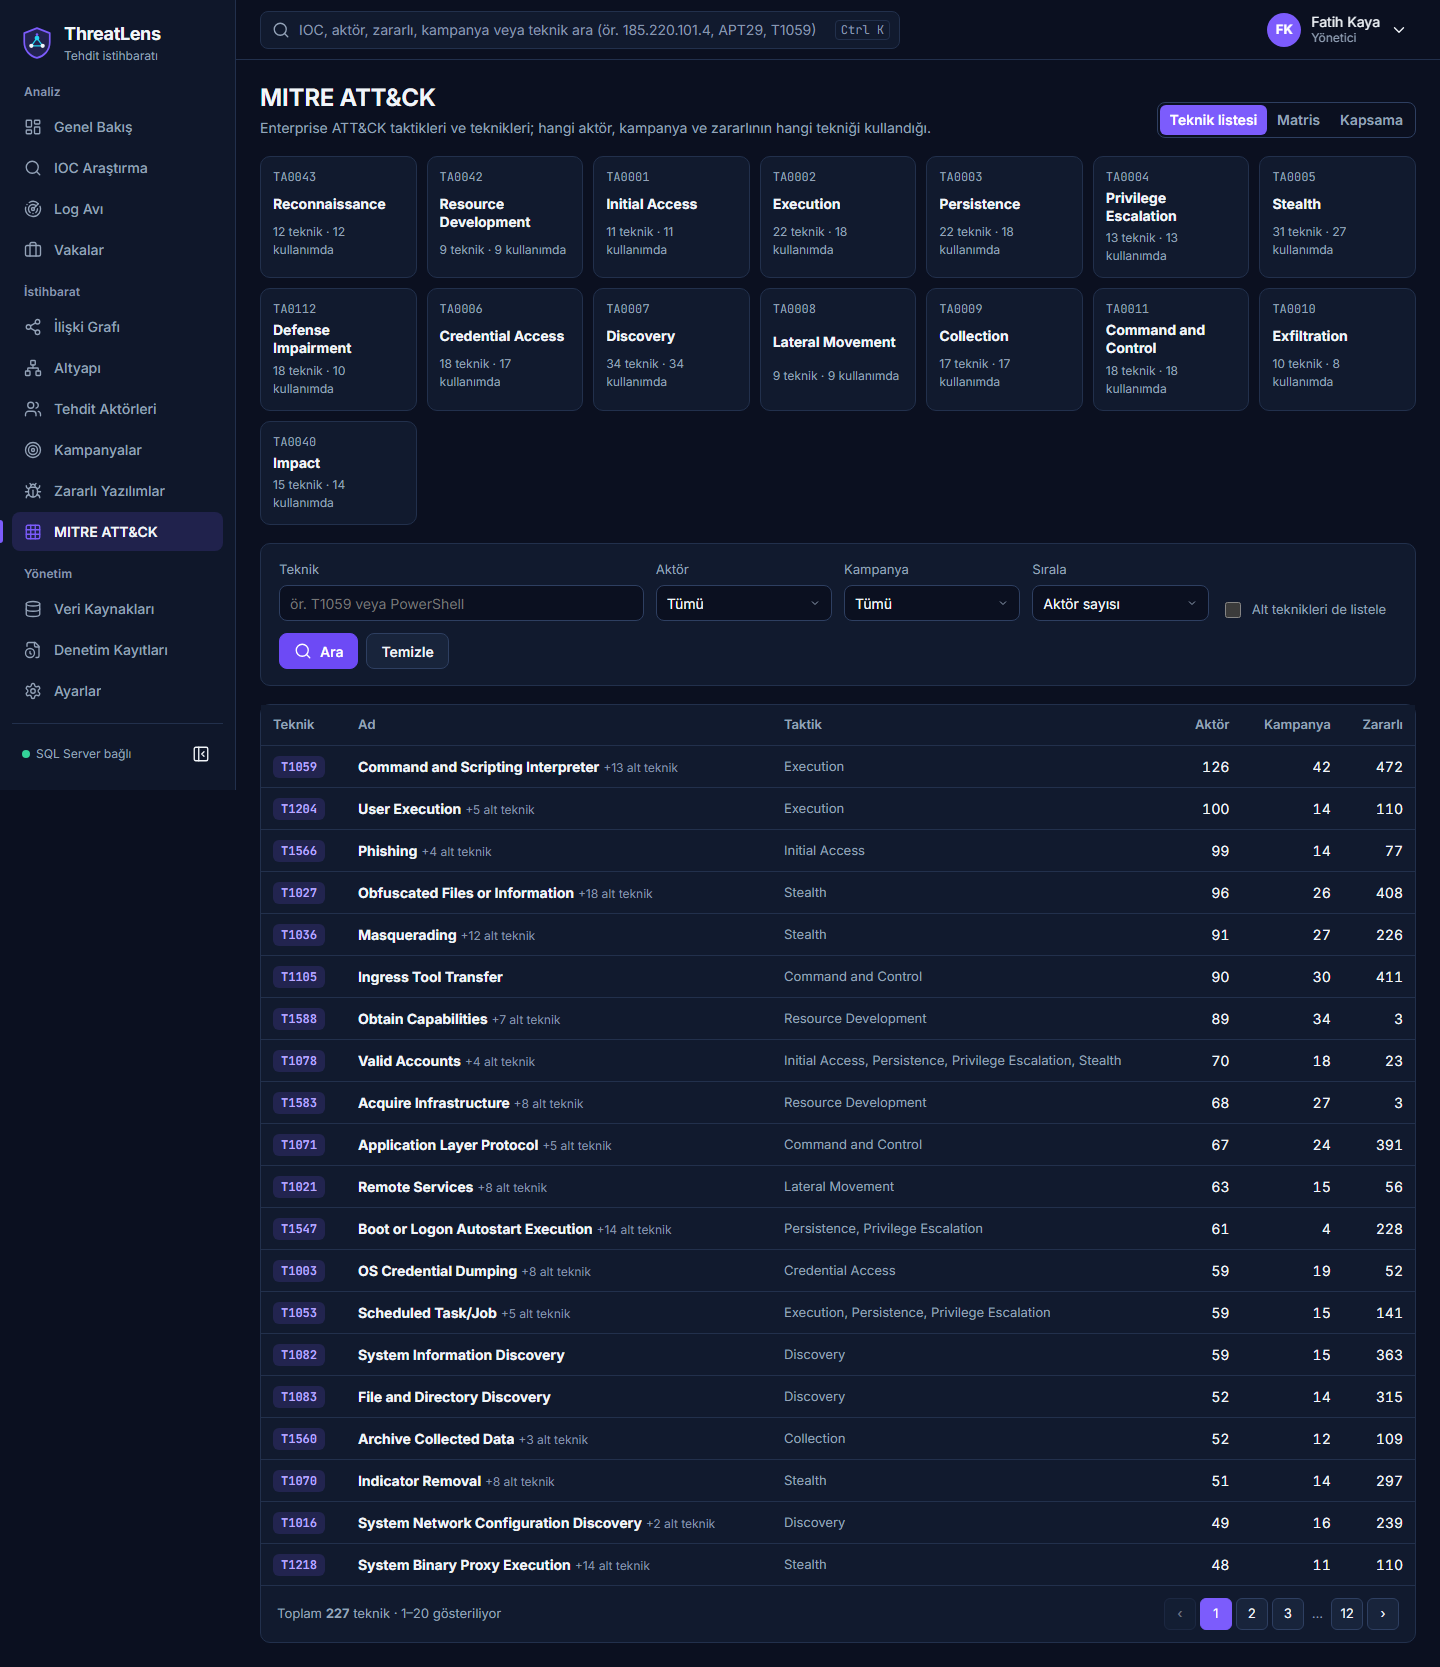 ThreatLens
Tehdit istihbaratı
Analiz
Genel Bakış
IOC Araştırma
Log Avı
Vakalar
İstihbarat
İlişki Grafı
Altyapı
Tehdit Aktörleri
Kampanyalar
Zararlı Yazılımlar
MITRE ATT&CK
Yönetim
Veri Kaynakları
Denetim Kayıtları
Ayarlar
SQL Server bağlı
IOC, aktör, zararlı, kampanya veya teknik ara (ör. 185.220.101.4, APT29, T1059)
Ctrl K
FK
Fatih Kaya
Yönetici
MITRE ATT&CK
Enterprise ATT&CK taktikleri ve teknikleri; hangi aktör, kampanya ve zararlının hangi tekniği kullandığı.
Teknik listesi Matris Kapsama
TA0043
Reconnaissance
12 teknik · 12
kullanımda
TA0042
Resource
Development
9 teknik · 9 kullanımda
TA0001
Initial Access
11 teknik · 11
kullanımda
TA0002
Execution
22 teknik · 18
kullanımda
TA0003
Persistence
22 teknik · 18
kullanımda
TA0004
Privilege
Escalation
13 teknik · 13
kullanımda
TA0005
Stealth
31 teknik · 27
kullanımda
TA0112
Defense
Impairment
18 teknik · 10
kullanımda
TA0006
Credential Access
18 teknik · 17
kullanımda
TA0007
Discovery
34 teknik · 34
kullanımda
TA0008
Lateral Movement
9 teknik · 9 kullanımda
TA0009
Collection
17 teknik · 17
kullanımda
TA0011
Command and
Control
18 teknik · 18
kullanımda
TA0010
Exfiltration
10 teknik · 8
kullanımda
TA0040
Impact
15 teknik · 14
kullanımda
Teknik Aktör Kampanya Sırala
ör. T1059 veya PowerShell Tümü Tümü Aktör sayısı Alt teknikleri de listele
Ara Temizle
Teknik Ad Taktik Aktör Kampanya Zararlı
T1059 Command and Scripting Interpreter +13 alt teknik Execution 126 42 472
T1204 User Execution +5 alt teknik Execution 100 14 110
T1566 Phishing +4 alt teknik Initial Access 99 14 77
T1027 Obfuscated Files or Information +18 alt teknik Stealth 96 26 408
T1036 Masquerading +12 alt teknik Stealth 91 27 226
T1105 Ingress Tool Transfer Command and Control 90 30 411
T1588 Obtain Capabilities +7 alt teknik Resource Development 89 34 3
T1078 Valid Accounts +4 alt teknik Initial Access, Persistence, Privilege Escalation, Stealth 70 18 23
T1583 Acquire Infrastructure +8 alt teknik Resource Development 68 27 3
T1071 Application Layer Protocol +5 alt teknik Command and Control 67 24 391
T1021 Remote Services +8 alt teknik Lateral Movement 63 15 56
T1547 Boot or Logon Autostart Execution +14 alt teknik Persistence, Privilege Escalation 61 4 228
T1003 OS Credential Dumping +8 alt teknik Credential Access 59 19 52
T1053 Scheduled Task/Job +5 alt teknik Execution, Persistence, Privilege Escalation 59 15 141
T1082 System Information Discovery Discovery 59 15 363
T1083 File and Directory Discovery Discovery 52 14 315
T1560 Archive Collected Data +3 alt teknik Collection 52 12 109
T1070 Indicator Removal +8 alt teknik Stealth 51 14 297
T1016 System Network Configuration Discovery +2 alt teknik Discovery 49 16 239
T1218 System Binary Proxy Execution +14 alt teknik Stealth 48 11 110
Toplam 227 teknik · 1–20 gösteriliyor
‹ 1 2 3 … 12 ›